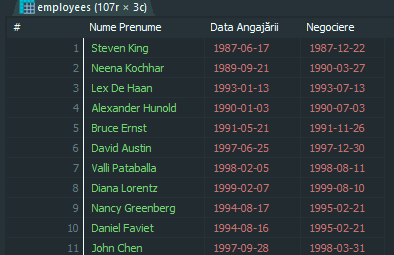 employees (107r × 3c)
# Nume Prenume Data Angajării Negociere
1 Steven King 1987-06-17 1987-12-22
2 Neena Kochhar 1989-09-21 1990-03-27
3 Lex De Haan 1993-01-13 1993-07-13
4 Alexander Hunold 1990-01-03 1990-07-03
5 Bruce Ernst 1991-05-21 1991-11-26
6 David Austin 1997-06-25 1997-12-30
7 Valli Pataballa 1998-02-05 1998-08-11
8 Diana Lorentz 1999-02-07 1999-08-10
9 Nancy Greenberg 1994-08-17 1995-02-21
10 Daniel Faviet 1994-08-16 1995-02-21
11 John Chen 1997-09-28 1998-03-31